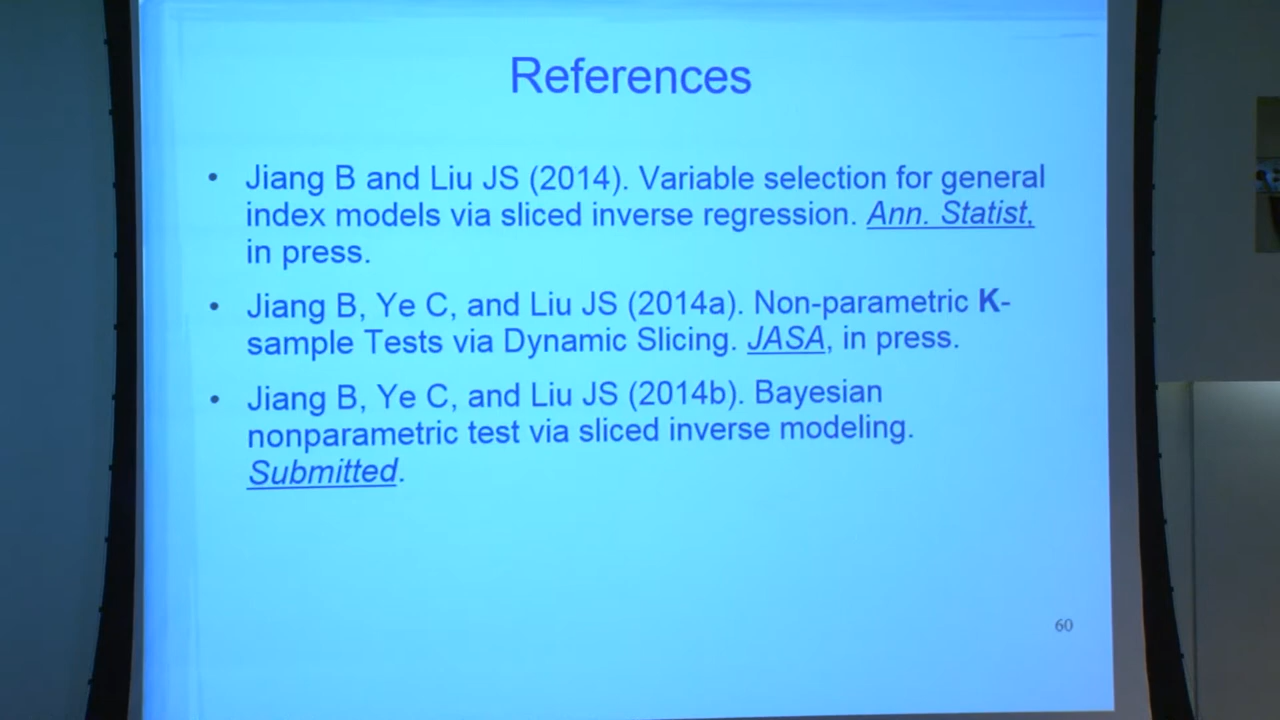 References
• Jiang B and Liu JS (2014). Variable selection for general
index models via sliced inverse regression. Ann. Statist,
in press.
• Jiang B, Ye C, and Liu JS (2014a). Non-parametric K-
sample Tests via Dynamic Slicing. JASA, in press.
• Jiang B, Ye C, and Liu JS (2014b). Bayesian
nonparametric test via sliced inverse modeling.
Submitted.
60